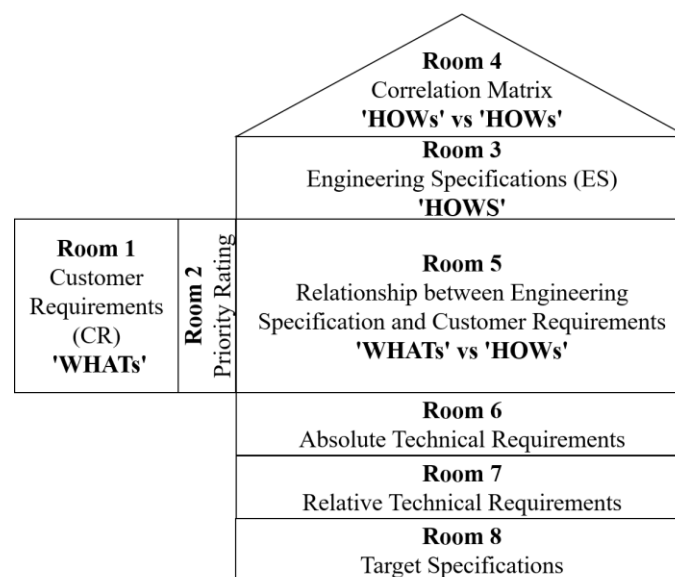 Room 4
Correlation Matrix
'HOWs' vs 'HOWs'
Room 3
Engineering Specifications (ES)
'HOWS'
Room 1
Customer
Requirements
(CR)
'WHATs'
Room 2
Priority Rating
Room 5
Relationship between Engineering
Specification and Customer Requirements
'WHATs' vs 'HOWs'
Room 6
Absolute Technical Requirements
Room 7
Relative Technical Requirements
Room 8
Target Specifications